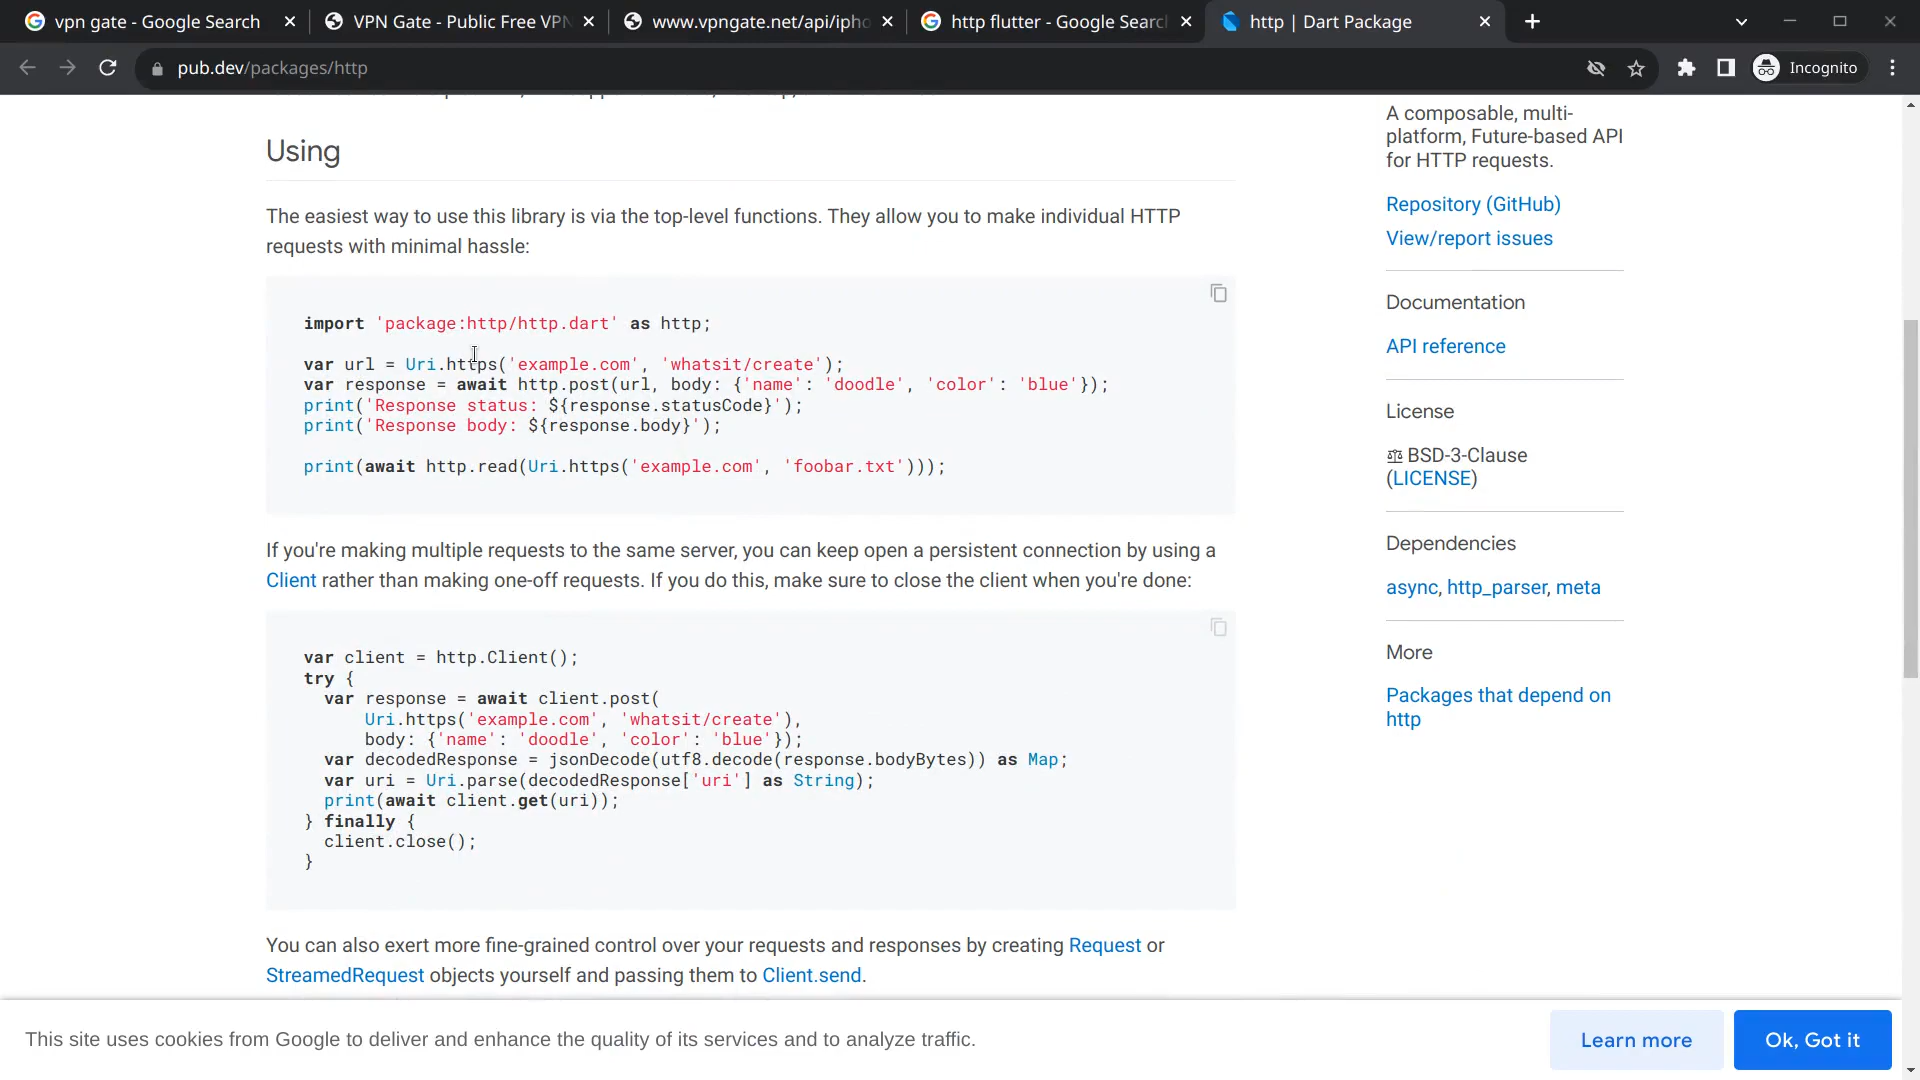 vpn gate - Google Search
VPN Gate - Public Free VPN
www.vpngate.net/api/ipho
http flutter - Google Search
http | Dart Package
pub.dev/packages/http
Incognito
Using
The easiest way to use this library is via the top-level functions. They allow you to make individual HTTP
requests with minimal hassle:
import 'package:http/http.dart' as http;
var url = Uri.https('example.com', 'whatsit/create');
var response = await http.post(url, body: {'name': 'doodle', 'color': 'blue'});
print('Response status: ${response.statusCode}');
print('Response body: ${response.body}');
print(await http.read(Uri.https('example.com', 'foobar.txt')));
If you're making multiple requests to the same server, you can keep open a persistent connection by using a
Client rather than making one-off requests. If you do this, make sure to close the client when you're done:
var client = http.Client();
try {
  var response = await client.post(
      Uri.https('example.com', 'whatsit/create'),
      body: {'name': 'doodle', 'color': 'blue'});
  var decodedResponse = jsonDecode(utf8.decode(response.bodyBytes)) as Map;
  var uri = Uri.parse(decodedResponse['uri'] as String);
  print(await client.get(uri));
} finally {
  client.close();
}
You can also exert more fine-grained control over your requests and responses by creating Request or
StreamedRequest objects yourself and passing them to Client.send.
A composable, multi-
platform, Future-based API
for HTTP requests.
Repository (GitHub)
View/report issues
Documentation
API reference
License
BSD-3-Clause
(LICENSE)
Dependencies
async, http_parser, meta
More
Packages that depend on
http
This site uses cookies from Google to deliver and enhance the quality of its services and to analyze traffic.
Learn more
Ok, Got it